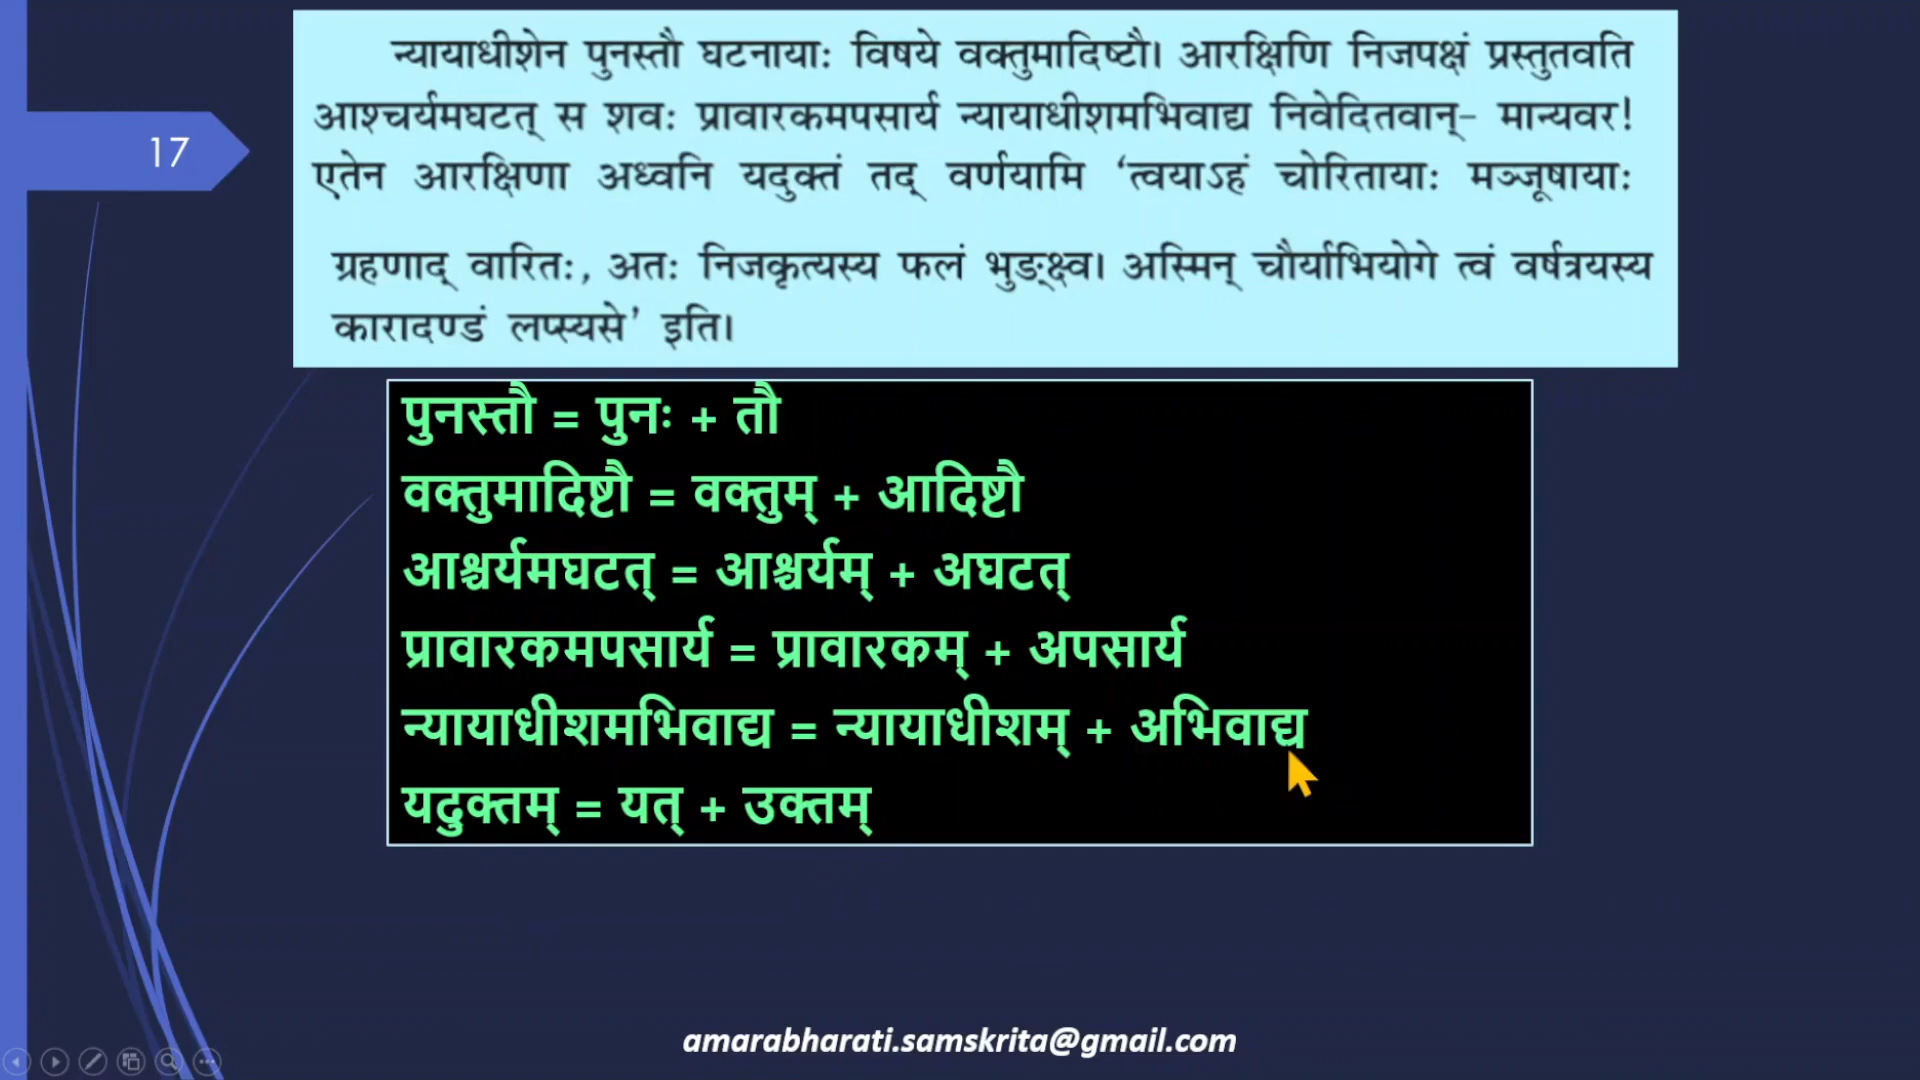 17
न्यायाधीशेन पुनस्तौ घटनायाः विषये वक्तुमादिष्टौ। आरक्षिणि निजपक्षं प्रस्तुतवति
आश्चर्यमघटत् स शवः प्रावारकमपसार्य न्यायाधीशमभिवाद्य निवेदितवान्- मान्यवर!
एतेन आरक्षिणा अध्वनि यदुक्तं तद् वर्णयामि ‘त्वयाऽहं चोरितायाः मञ्जूषायाः
ग्रहणाद् वारितः, अतः निजकृत्यस्य फलं भुङ्क्ष्व। अस्मिन् चौर्याभियोगे त्वं वर्षत्रयस्य
कारादण्डं लप्स्यसे’ इति।
पुनस्तौ = पुनः + तौ
वक्तुमादिष्टौ = वक्तुम् + आदिष्टौ
आश्चर्यमघटत् = आश्चर्यम् + अघटत्
प्रावारकमपसार्य = प्रावारकम् + अपसार्य
न्यायाधीशमभिवाद्य = न्यायाधीशम् + अभिवाद्य
यदुक्तम् = यत् + उक्तम्
amarabharati.samskrita@gmail.com